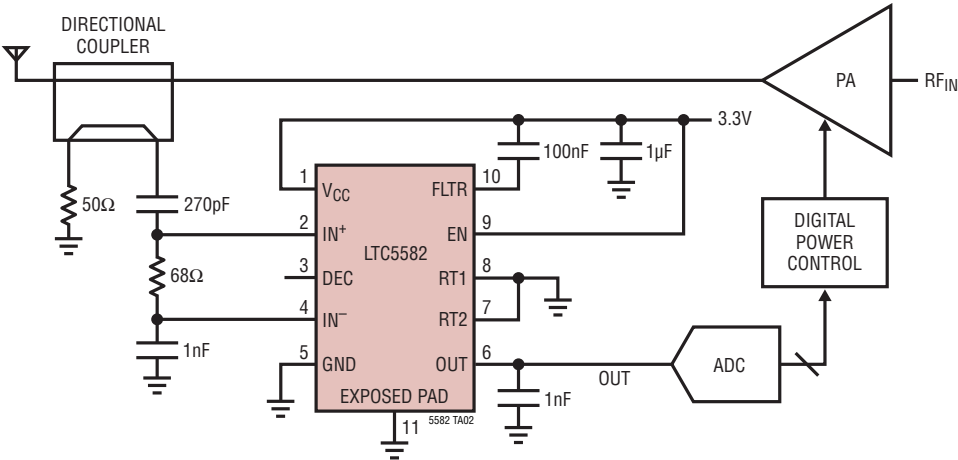 DIRECTIONAL
COUPLER
PA
RFIN
3.3V
100nF
1µF
50Ω
270pF
68Ω
1nF
1
VCC
2
IN+
3
DEC
4
IN−
5
GND
LTC5582
FLTR
10
EN
9
RT1
8
RT2
7
OUT
6
EXPOSED PAD
11
5582 TA02
OUT
1nF
ADC
DIGITAL
POWER
CONTROL